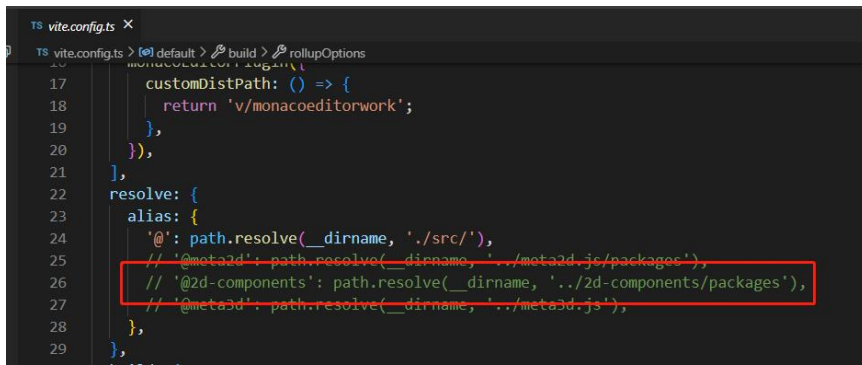 TS vite.config.ts ×
TS vite.config.ts > default > build > rollupOptions
16 monacoEditorPlugin({
17 customDistPath: () => {
18 return 'v/monacoeditorwork';
19 },
20 }),
21 ],
22 resolve: {
23 alias: {
24 '@': path.resolve(__dirname, './src/'),
25 // '@meta2d': path.resolve(__dirname, '../meta2d.js/packages'),
26 // '@2d-components': path.resolve(__dirname, '../2d-components/packages'),
27 // '@meta3d': path.resolve(__dirname, '../meta3d.js'),
28 },
29 },